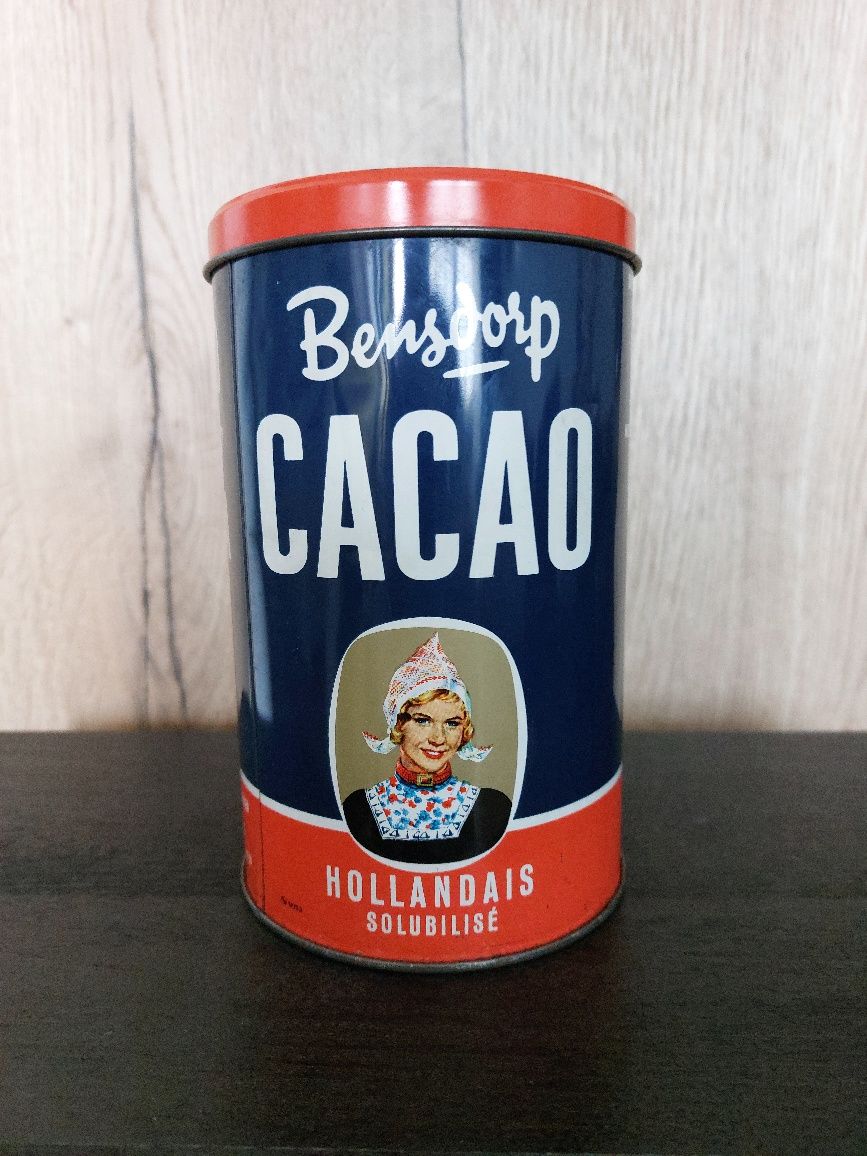 Bensdorp
CACAO
HOLLANDAIS
SOLUBILISÉ